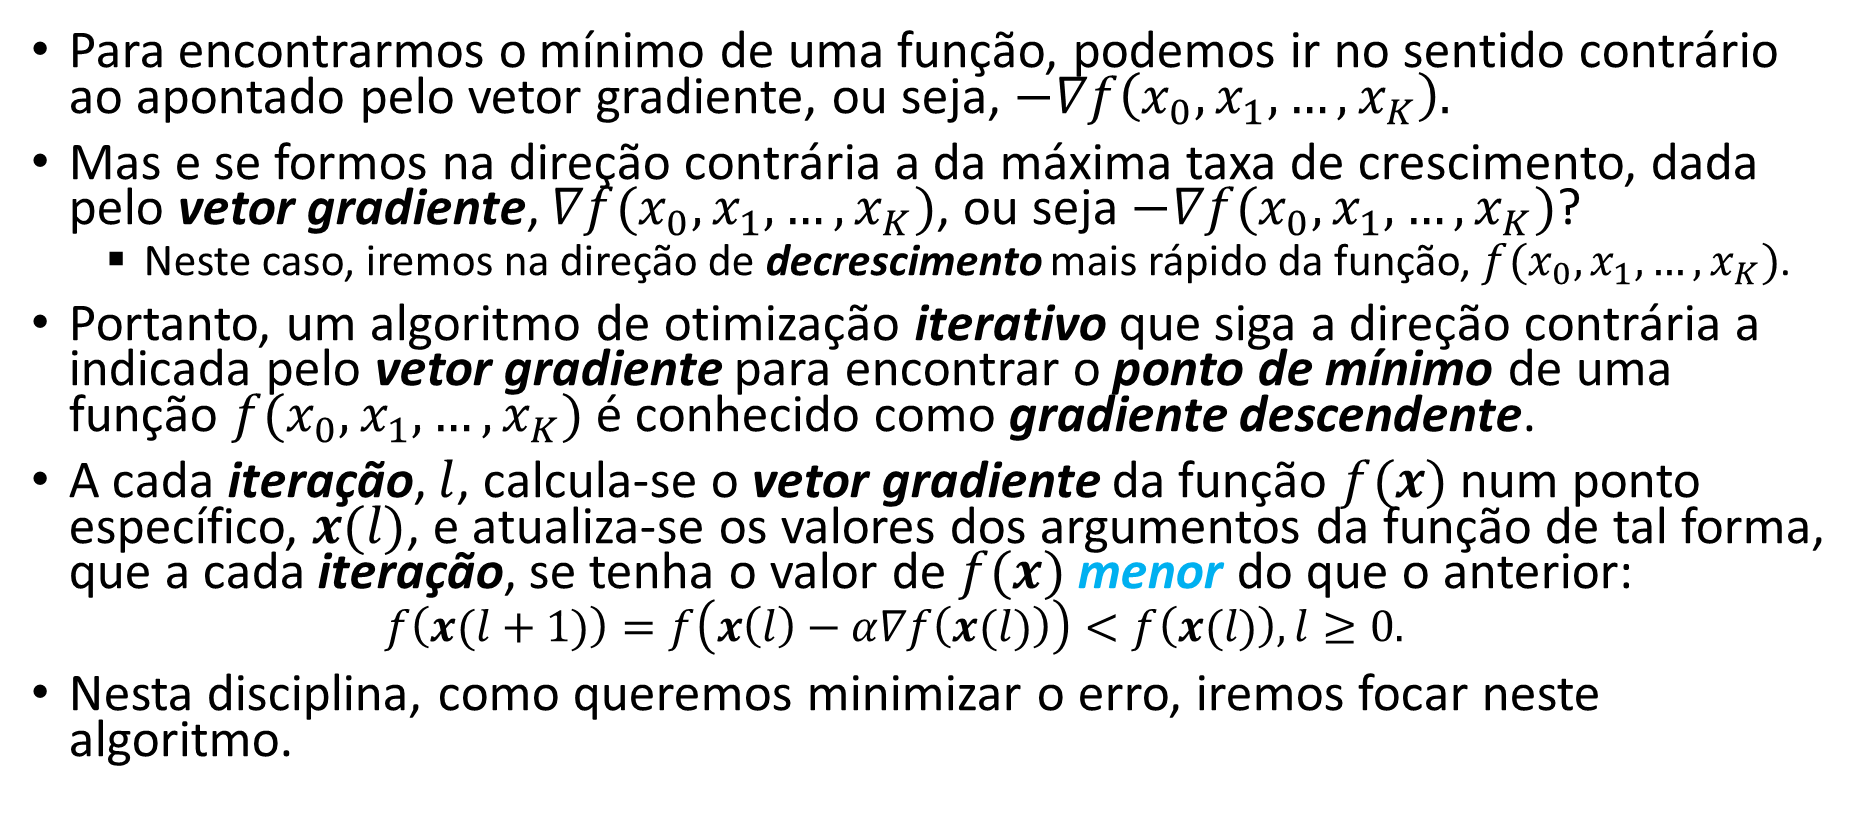 • Para encontrarmos o mínimo de uma função, podemos ir no sentido contrário
ao apontado pelo vetor gradiente, ou seja, −∇f(x₀, x₁, … , x_K).
• Mas e se formos na direção contrária a da máxima taxa de crescimento, dada
pelo vetor gradiente, ∇f(x₀, x₁, … , x_K), ou seja −∇f(x₀, x₁, … , x_K)?
▪ Neste caso, iremos na direção de decrescimento mais rápido da função, f(x₀, x₁, … , x_K).
• Portanto, um algoritmo de otimização iterativo que siga a direção contrária a
indicada pelo vetor gradiente para encontrar o ponto de mínimo de uma
função f(x₀, x₁, … , x_K) é conhecido como gradiente descendente.
• A cada iteração, l, calcula-se o vetor gradiente da função f(x) num ponto
específico, x(l), e atualiza-se os valores dos argumentos da função de tal forma,
que a cada iteração, se tenha o valor de f(x) menor do que o anterior:
f(x(l + 1)) = f(x(l) − α∇f(x(l))) < f(x(l)), l ≥ 0.
• Nesta disciplina, como queremos minimizar o erro, iremos focar neste
algoritmo.